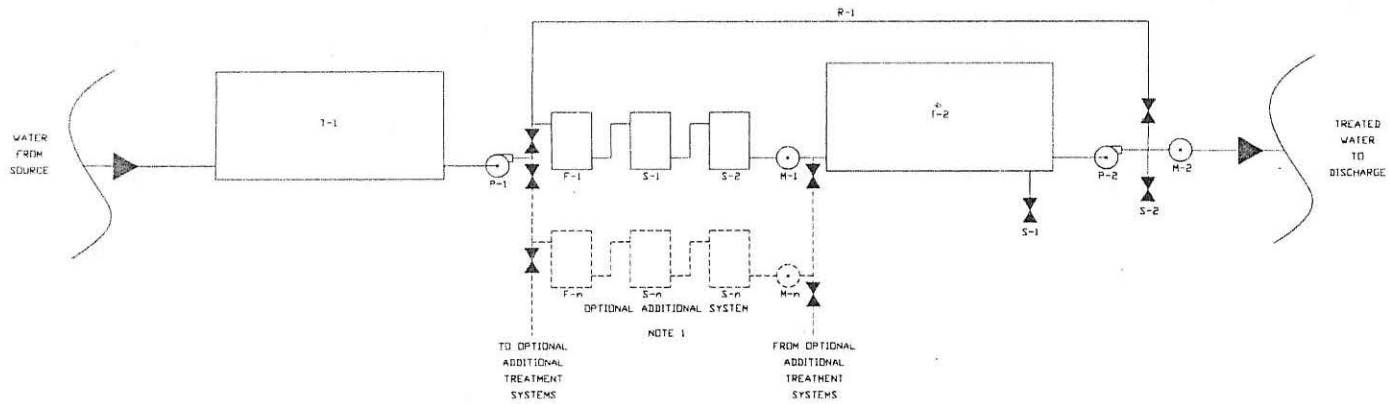 R-1
WATER
FROM
SOURCE
T-1
P-1
F-1
S-1
S-2
M-1
T-2
P-2
M-2
S-1
S-2
TREATED
WATER
TO
DISCHARGE
F-n
S-n
S-n
M-n
OPTIONAL ADDITIONAL SYSTEM
NOTE 1
TO OPTIONAL
ADDITIONAL
TREATMENT
SYSTEMS
FROM OPTIONAL
ADDITIONAL
TREATMENT
SYSTEMS